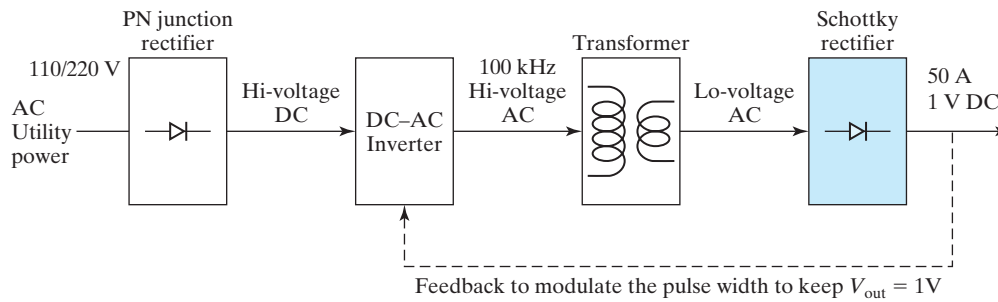 PN junction
rectifier
110/220 V
AC
Utility
power
Hi-voltage
DC
DC–AC
Inverter
100 kHz
Hi-voltage
AC
Transformer
Lo-voltage
AC
Schottky
rectifier
50 A
1 V DC
Feedback to modulate the pulse width to keep Vout = 1V